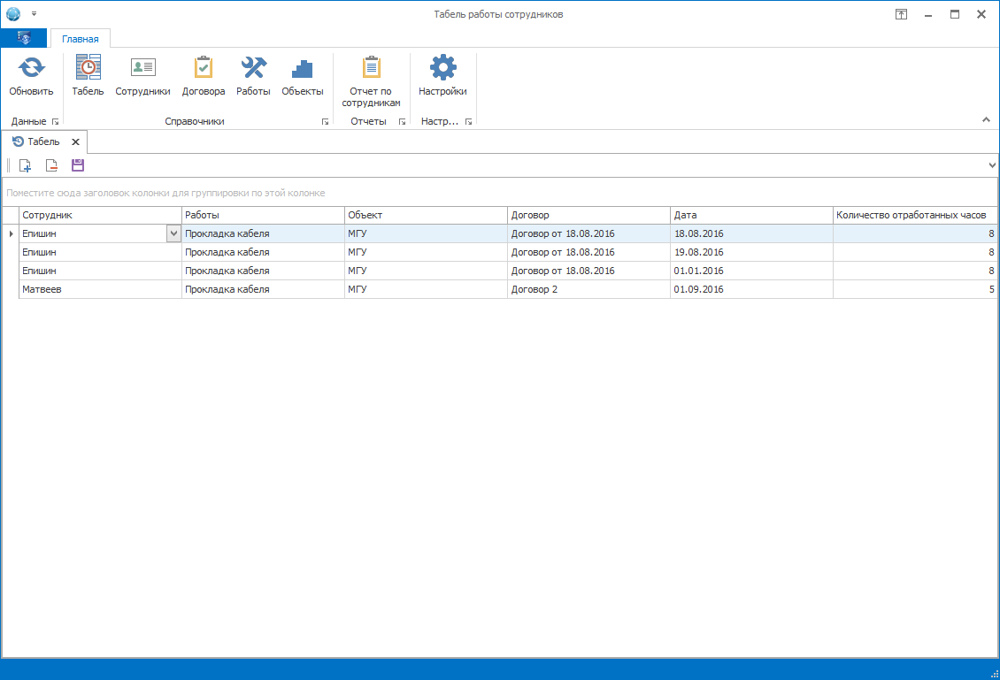 Табель работы сотрудников
Главная
Обновить Табель Сотрудники Договора Работы Объекты Отчет по сотрудникам Настройки
Данные Справочники Отчеты Настр...
Табель
Поместите сюда заголовок колонки для группировки по этой колонке
Сотрудник Работы Объект Договор Дата Количество отработанных часов
Епишин Прокладка кабеля МГУ Договор от 18.08.2016 18.08.2016 8
Епишин Прокладка кабеля МГУ Договор от 18.08.2016 19.08.2016 8
Епишин Прокладка кабеля МГУ Договор от 18.08.2016 01.01.2016 8
Матвеев Прокладка кабеля МГУ Договор 2 01.09.2016 5